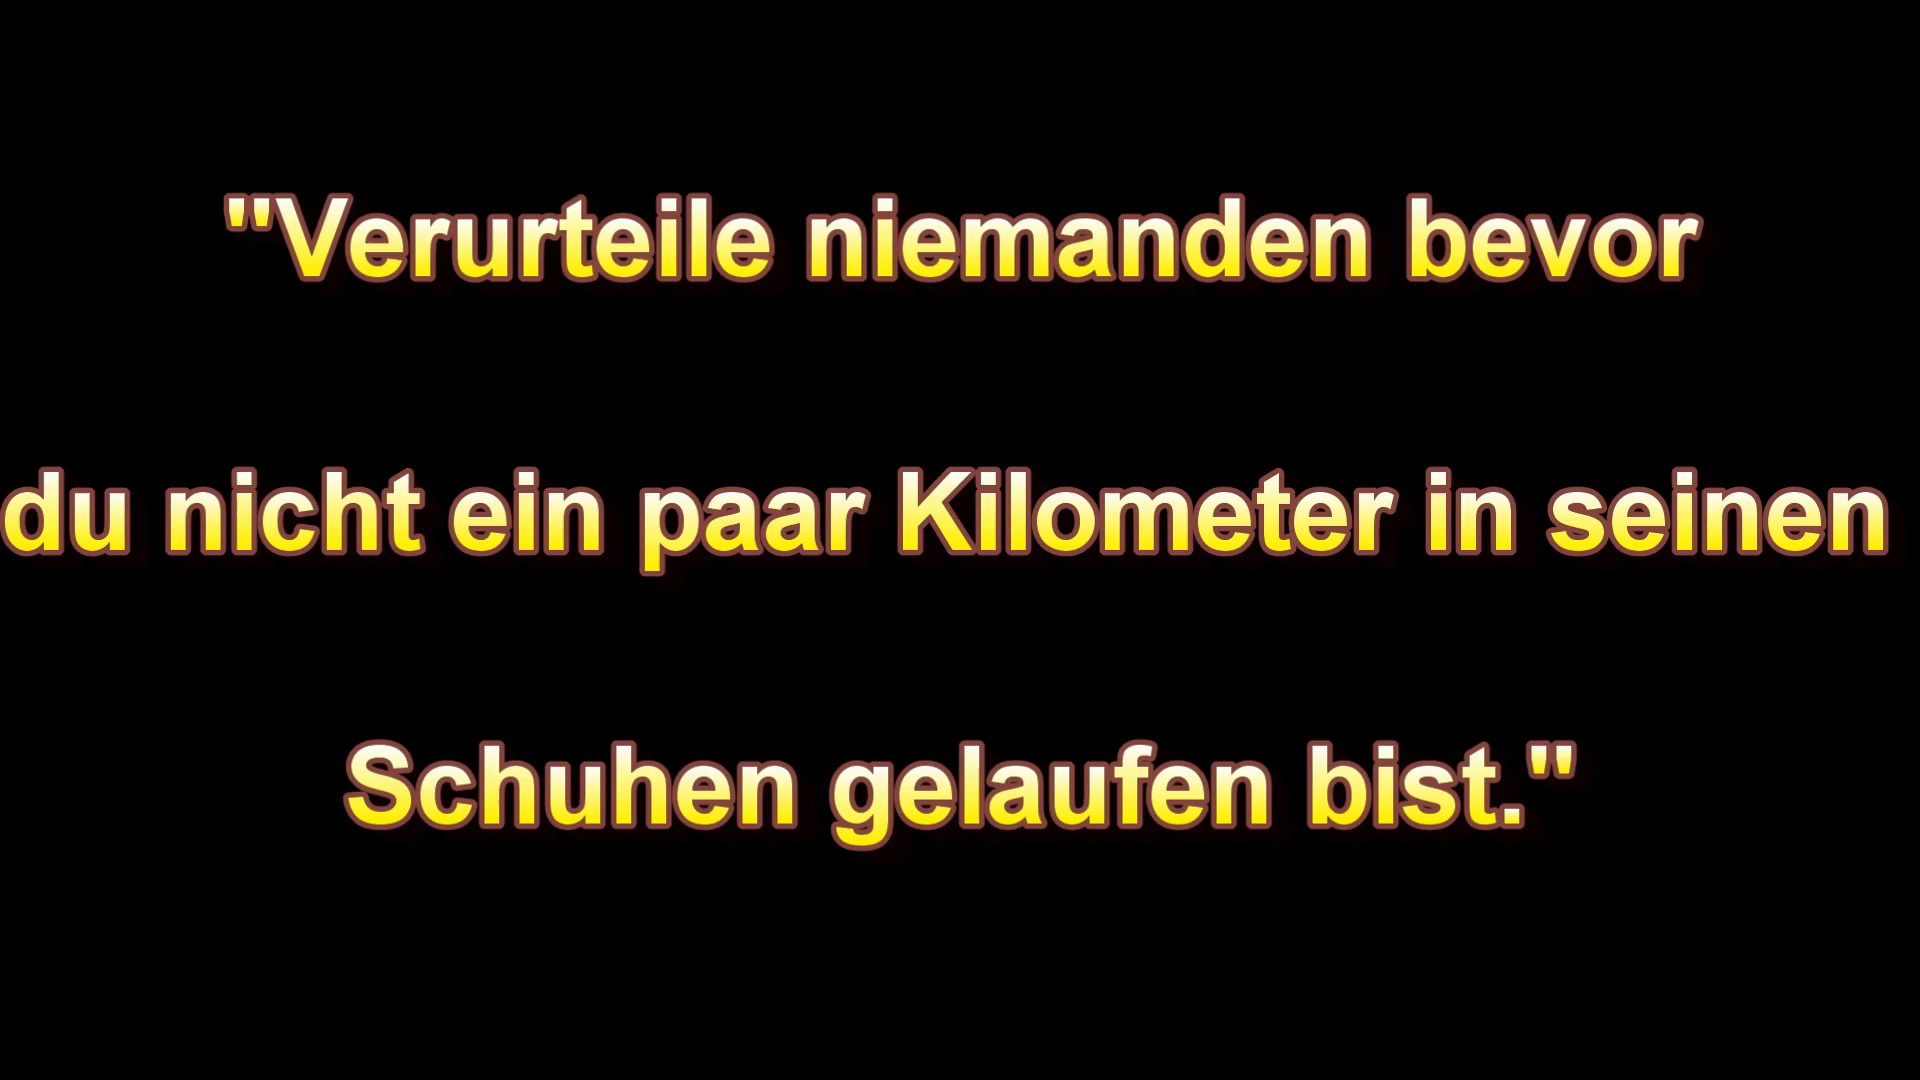 "Verurteile niemanden bevor
du nicht ein paar Kilometer in seinen
Schuhen gelaufen bist."